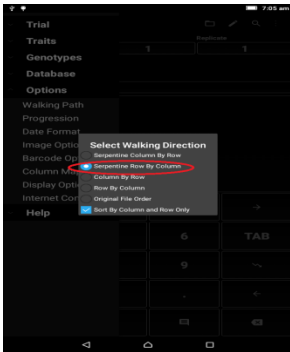 7:05 am
Trial
Traits
Duplicate
1
1
Genotypes
Database
Options
Walking Path
Progression
Date Format
Image Optio
Barcode Op
Column Ma
Display Opti
Internet Con
Help
Select Walking Direction
Serpentine Column By Row
Serpentine Row By Column
Column By Row
Row By Column
Original File Order
Sort By Column and Row Only
6
TAB
9
.